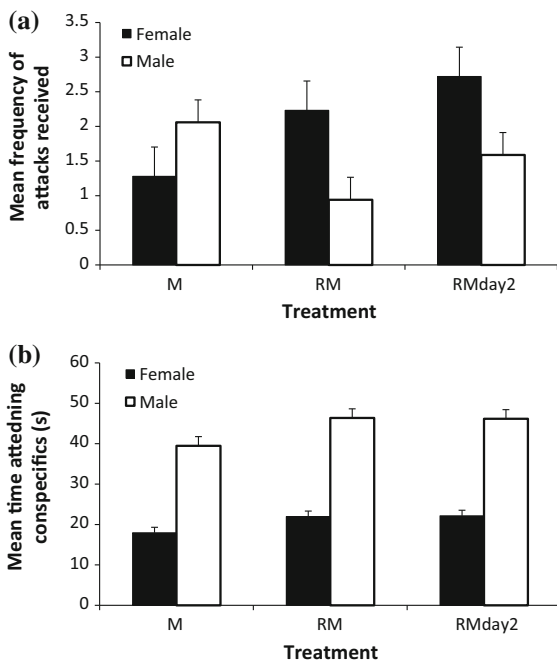 (a)
3.5
3
2.5
2
1.5
1
0.5
0
Mean frequency of
attacks received
Female
Male
M RM RMday2
Treatment
(b)
60
50
40
30
20
10
0
Mean time attedning
conspecifics (s)
Female
Male
M RM RMday2
Treatment